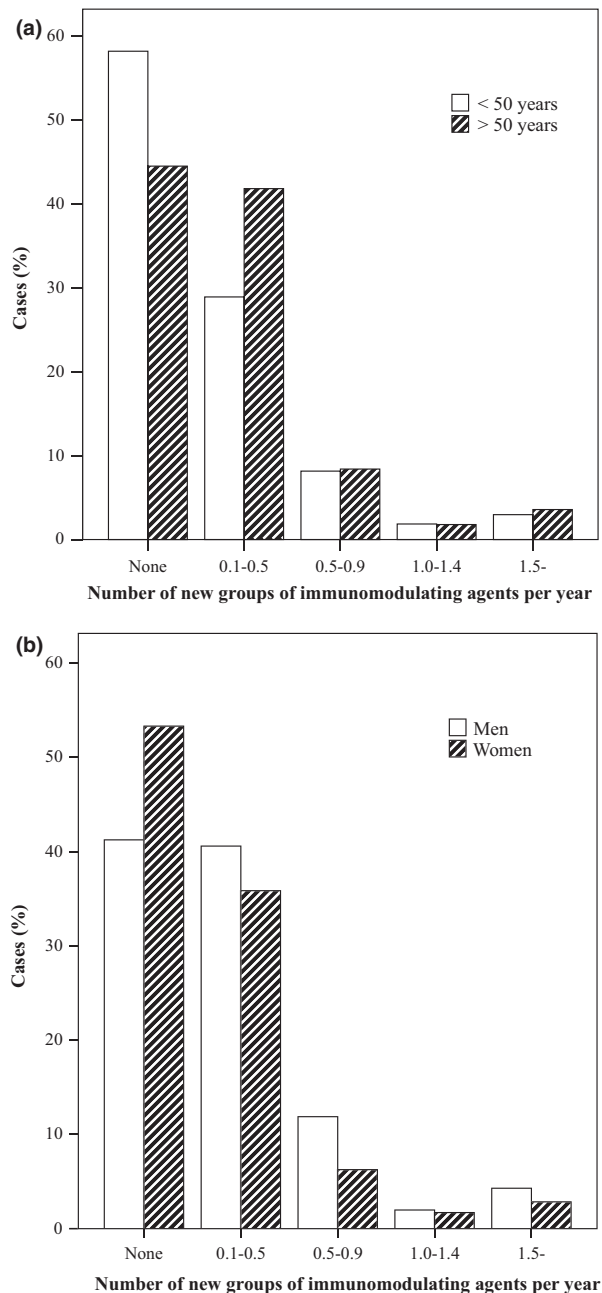 (a)
60
50
40
30
20
10
0
Cases (%)
< 50 years
> 50 years
None 0.1-0.5 0.5-0.9 1.0-1.4 1.5-
Number of new groups of immunomodulating agents per year
(b)
60
50
40
30
20
10
0
Cases (%)
Men
Women
None 0.1-0.5 0.5-0.9 1.0-1.4 1.5-
Number of new groups of immunomodulating agents per year